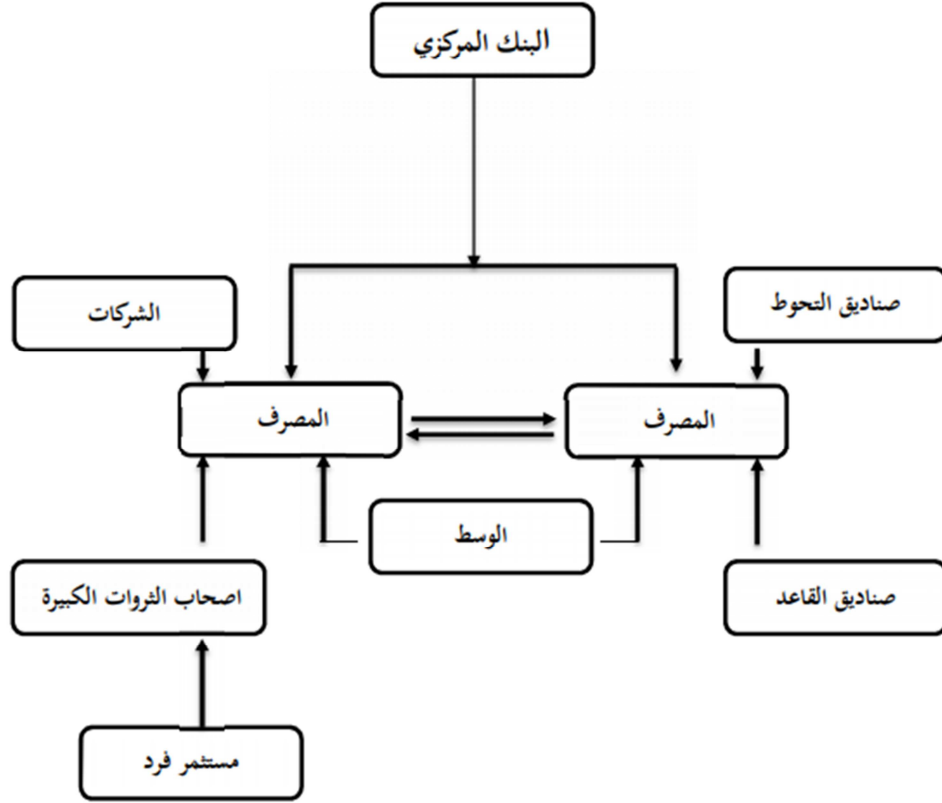 البنك المركزي
صناديق التحوط
الشركات
المصرف
المصرف
الوسط
صناديق القاعد
اصحاب الثروات الكبيرة
مستثمر فرد